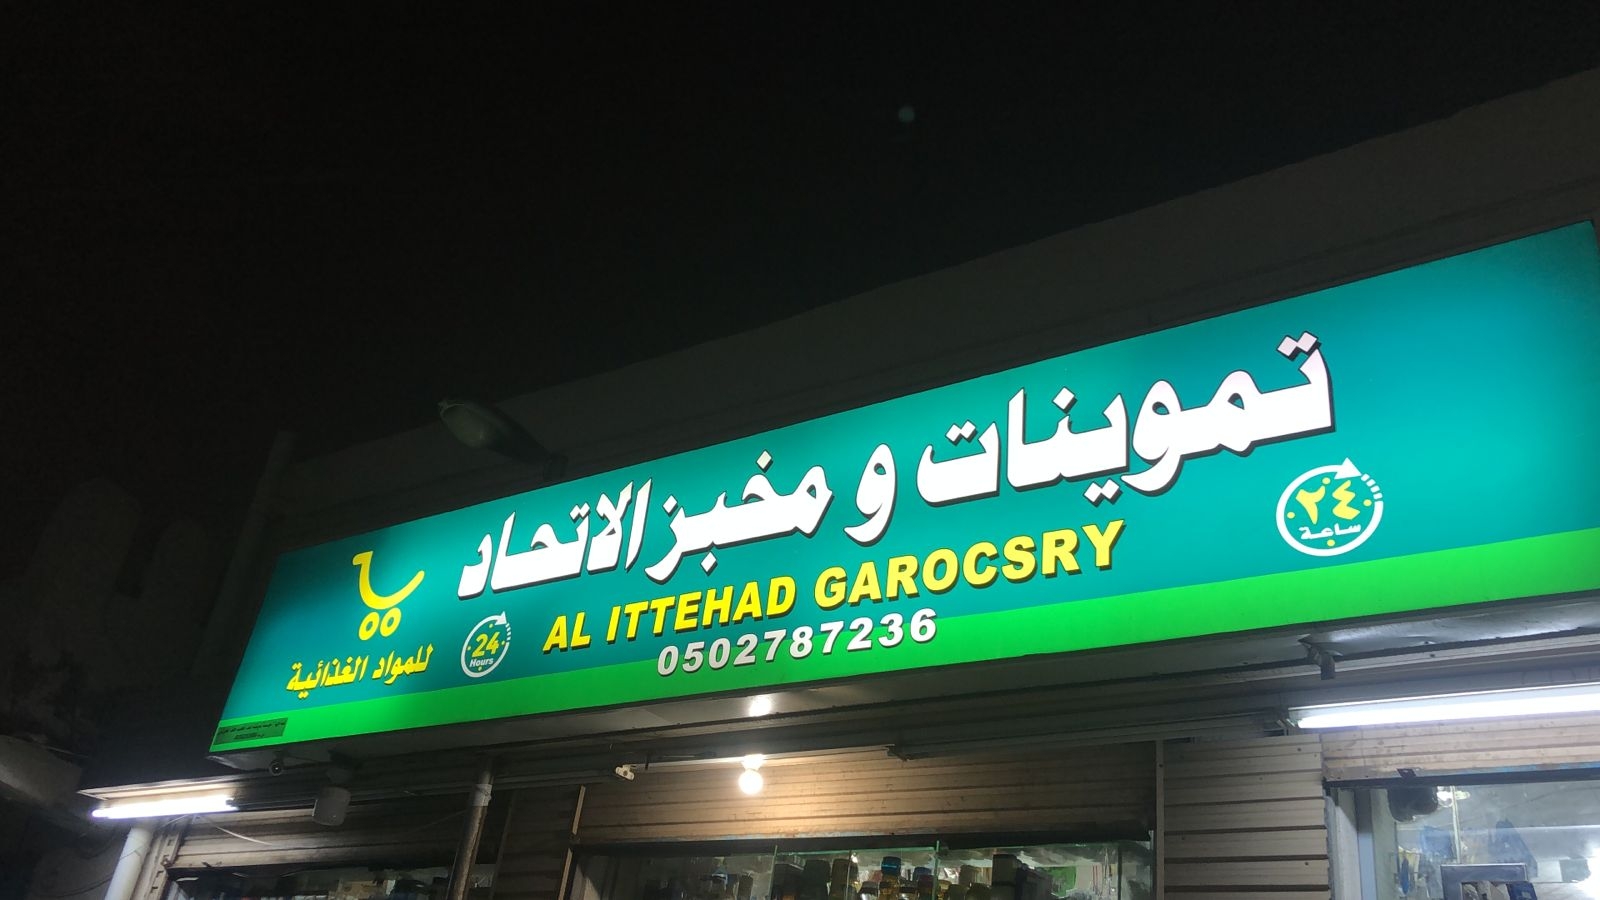 تموينات و مخبز الاتحاد
AL ITTEHAD GAROCSRY
0502787236
٢٤
ساعة
24
Hours
للمواد الغذائية